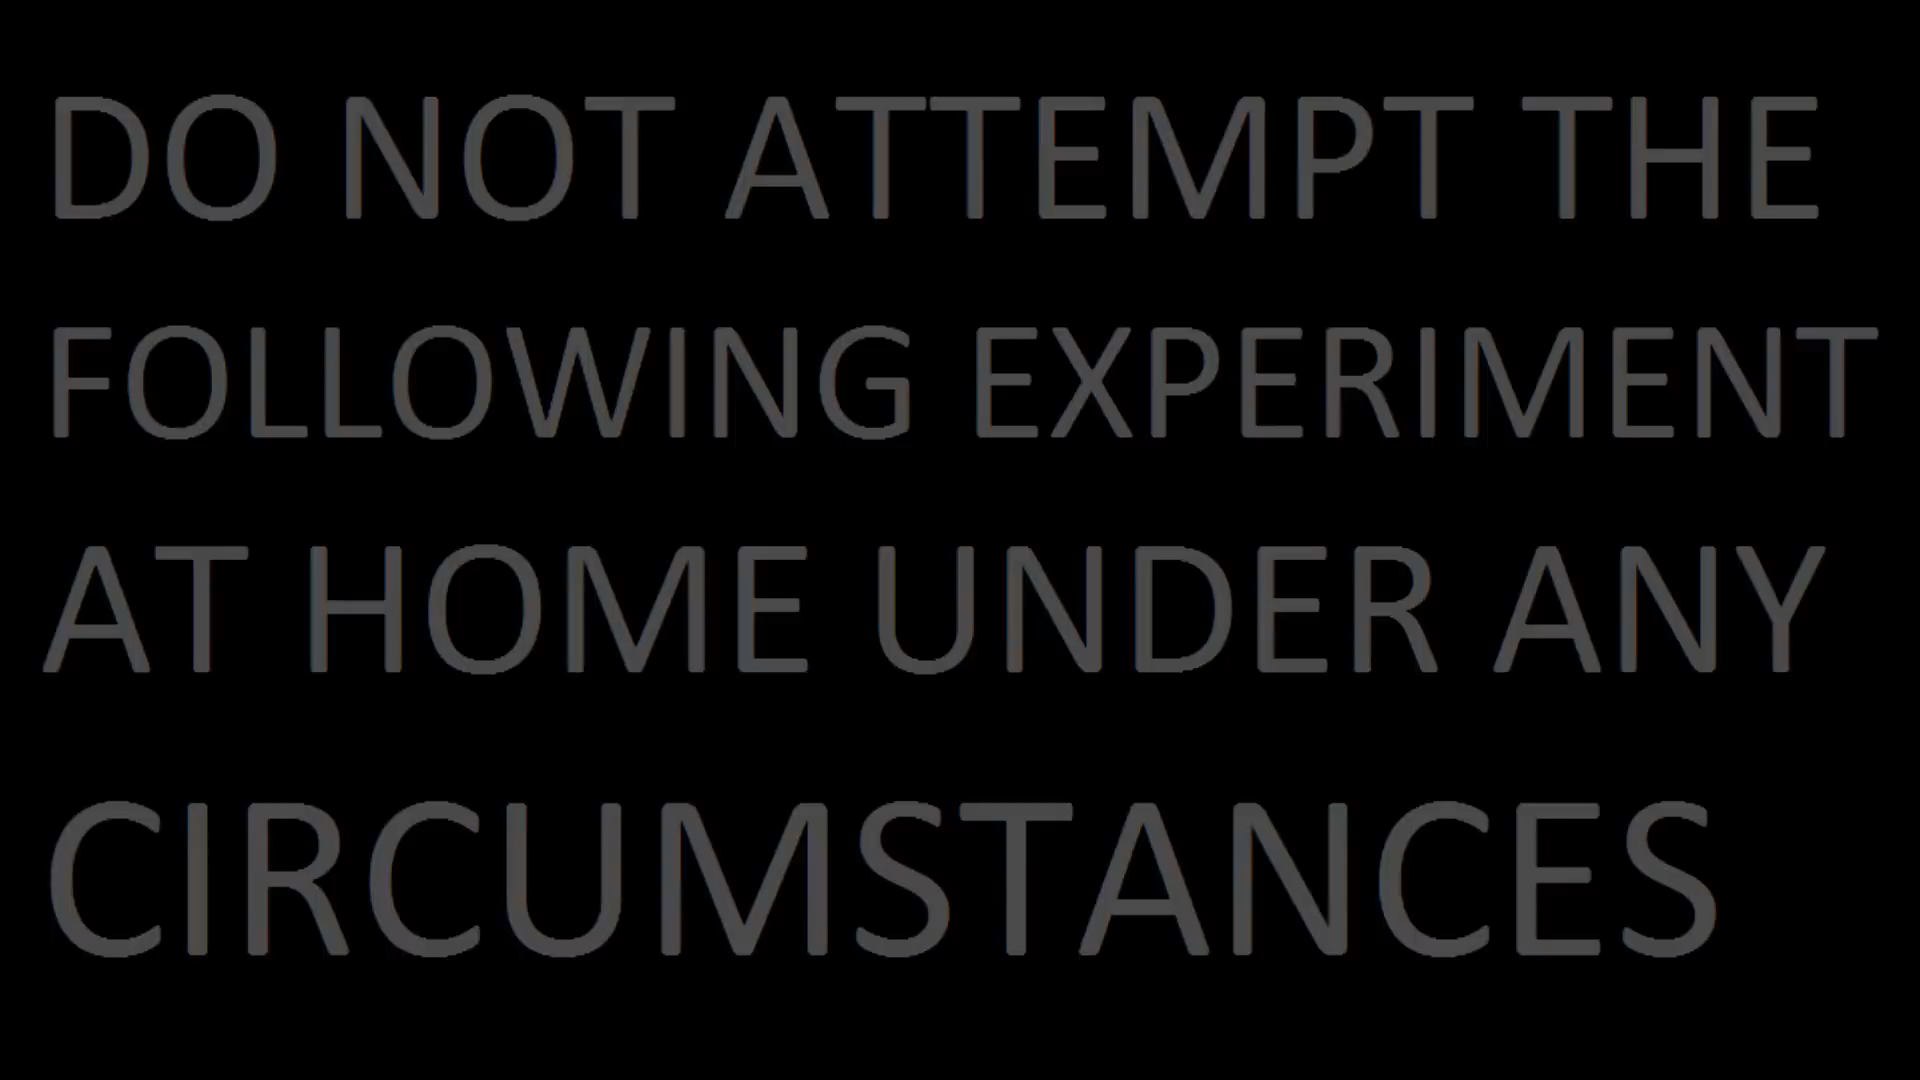 DO NOT ATTEMPT THE
FOLLOWING EXPERIMENT
AT HOME UNDER ANY
CIRCUMSTANCES